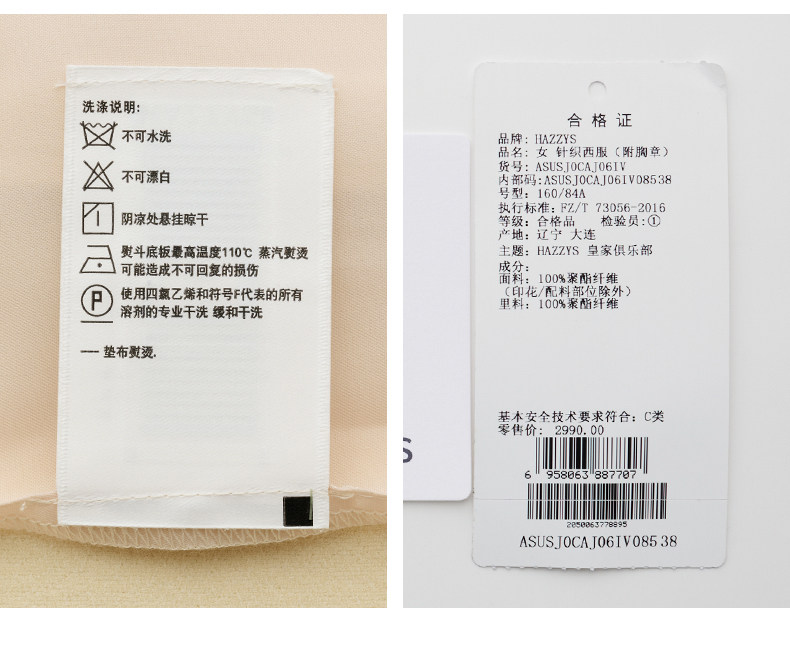 洗涤说明:
不可水洗
不可漂白
阴凉处悬挂晾干
熨斗底板最高温度110℃ 蒸汽熨烫
可能造成不可回复的损伤
P
使用四氯乙烯和符号F代表的所有
溶剂的专业干洗 缓和干洗
── 垫布熨烫.
S
合格证
品牌: HAZZYS
品名: 女 针织西服（附胸章）
货号: ASUSJ0CAJ06IV
内部码:ASUSJ0CAJ06IV08538
号型: 160/84A
执行标准: FZ/T 73056-2016
等级: 合格品 检验员:①
产地: 辽宁 大连
主题: HAZZYS 皇家俱乐部
成分:
面料: 100%聚酯纤维
（印花/配料部位除外）
里料: 100%聚酯纤维
基本安全技术要求符合: C类
零售价: 2990.00
6 958063 887707
2050063778895
ASUSJ0CAJ06IV08538